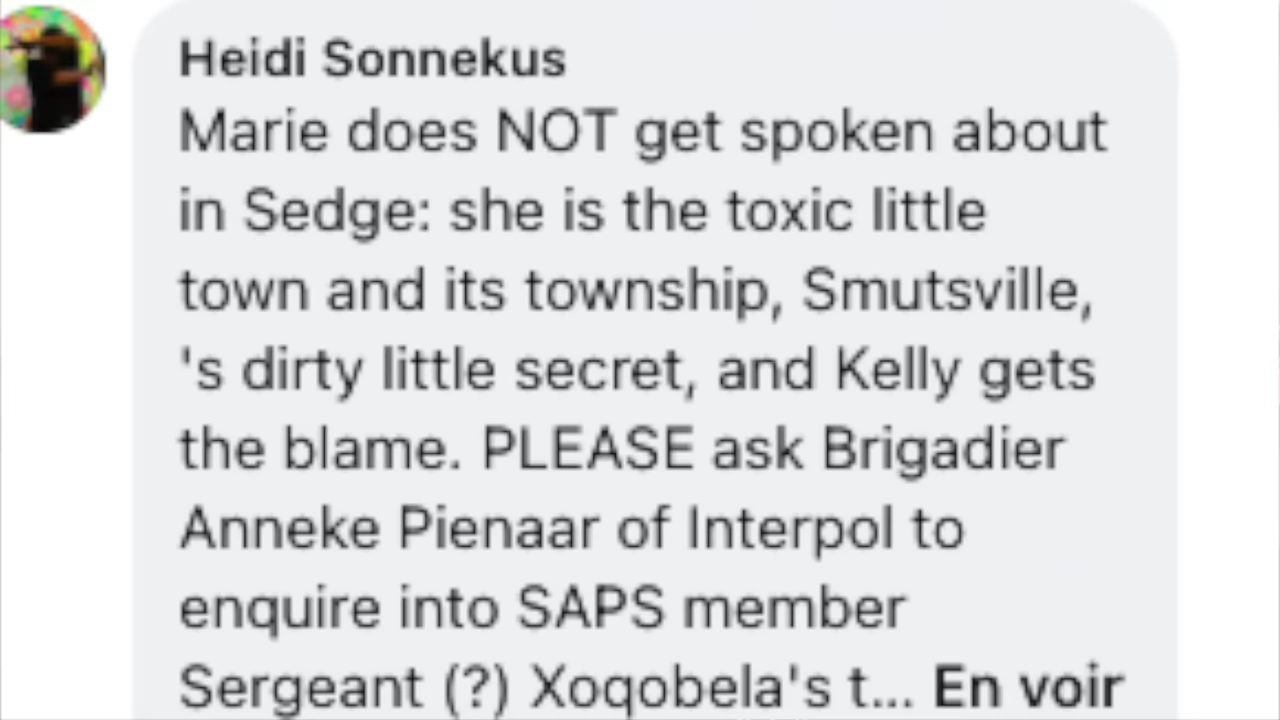 Heidi Sonnekus
Marie does NOT get spoken about
in Sedge: she is the toxic little
town and its township, Smutsville,
's dirty little secret, and Kelly gets
the blame. PLEASE ask Brigadier
Anneke Pienaar of Interpol to
enquire into SAPS member
Sergeant (?) Xoqobela's t... En voir